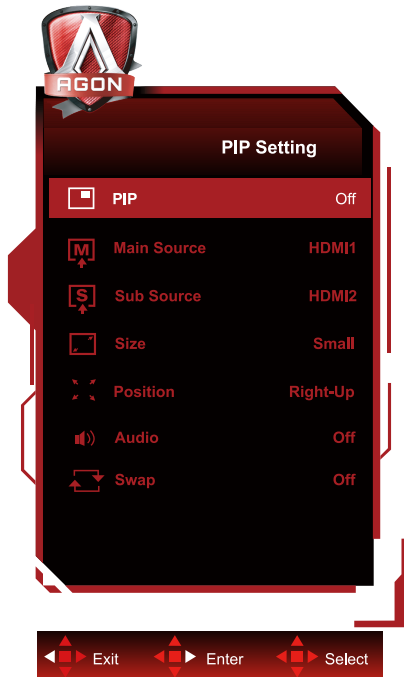 AGON
PIP Setting
PIP Off
M Main Source HDMI1
S Sub Source HDMI2
Size Small
Position Right-Up
Audio Off
Swap Off
Exit Enter Select